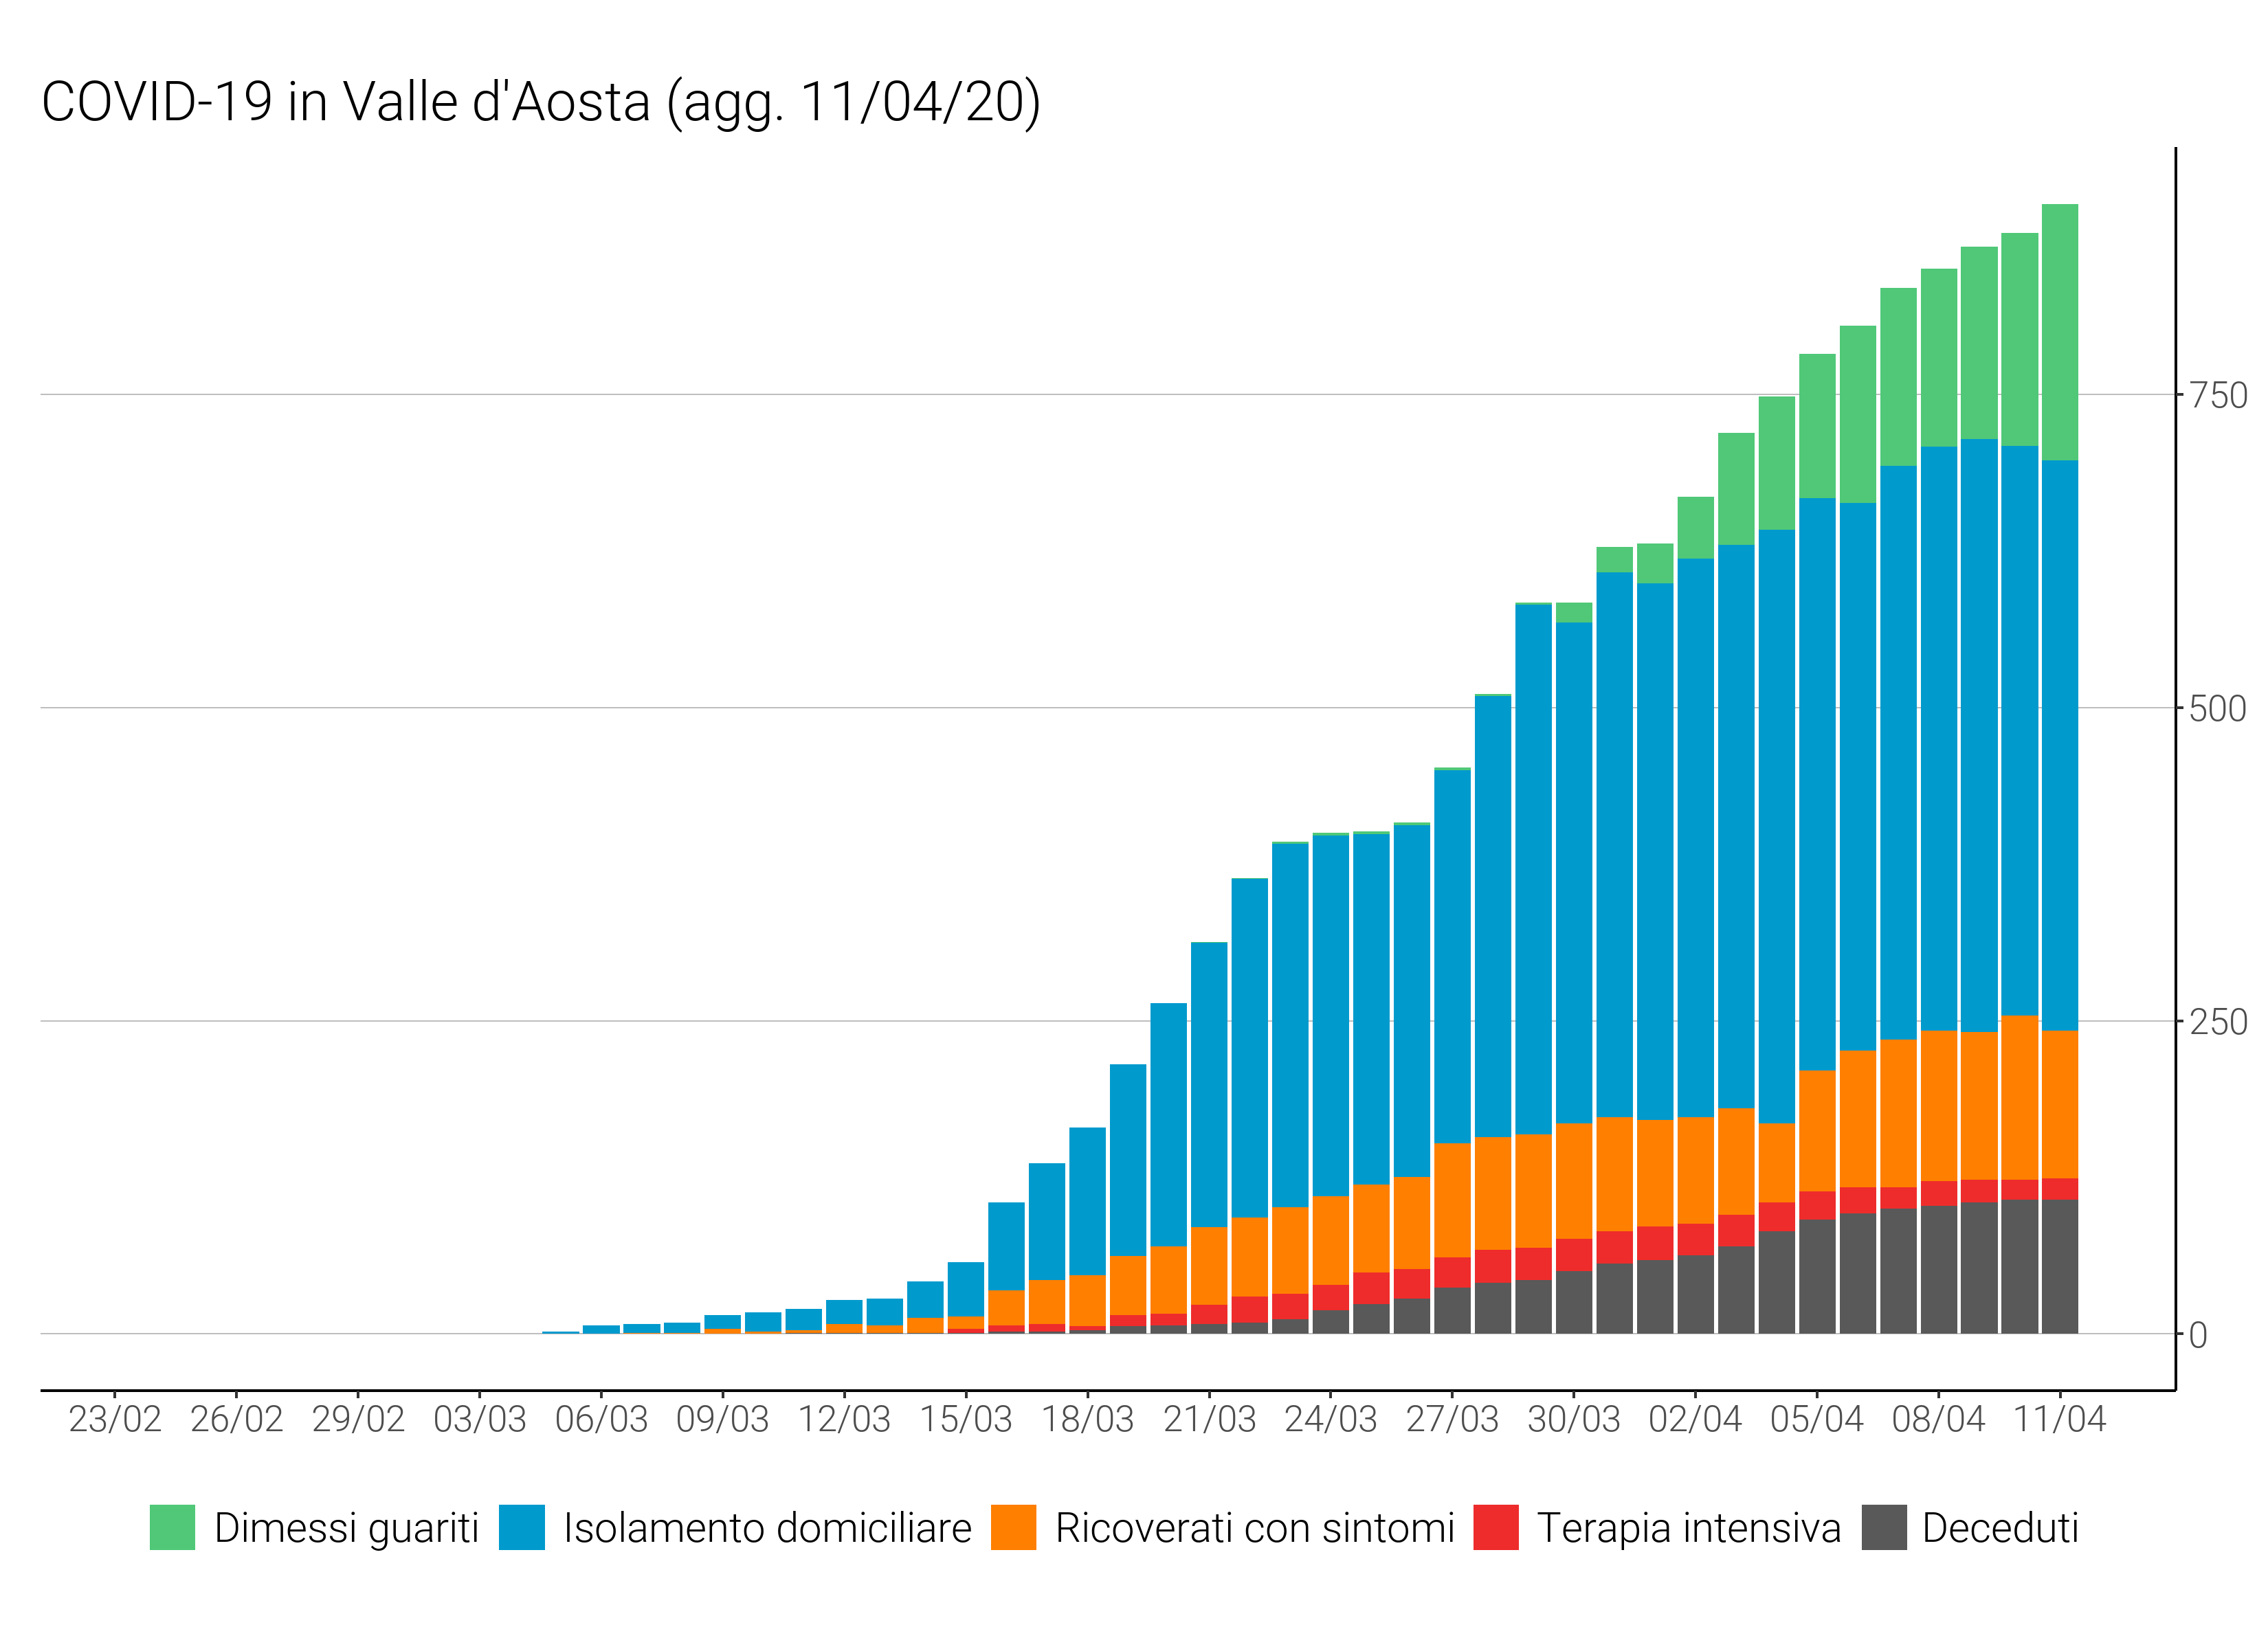 COVID-19 in Valle d'Aosta (agg. 11/04/20)
750
500
250
0
23/02 26/02 29/02 03/03 06/03 09/03 12/03 15/03 18/03 21/03 24/03 27/03 30/03 02/04 05/04 08/04 11/04
Dimessi guariti Isolamento domiciliare Ricoverati con sintomi Terapia intensiva Deceduti